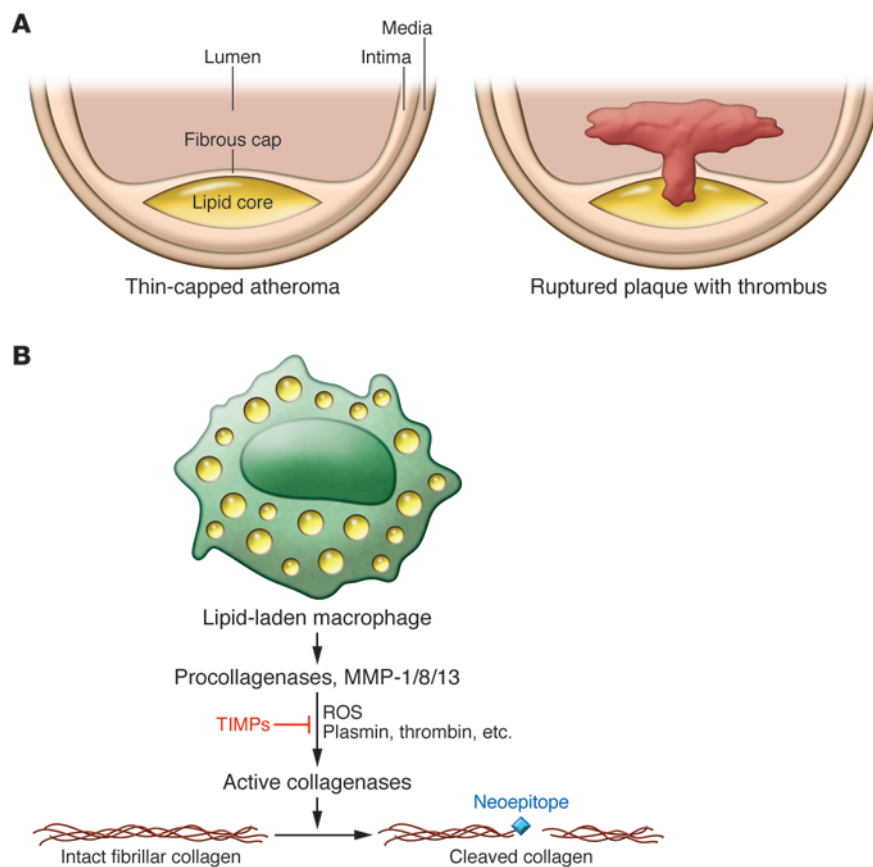 A
Media
Lumen
Intima
Fibrous cap
Lipid core
Thin-capped atheroma
Ruptured plaque with thrombus
B
Lipid-laden macrophage
Procollagenases, MMP-1/8/13
TIMPs
ROS
Plasmin, thrombin, etc.
Active collagenases
Neoepitope
Intact fibrillar collagen
Cleaved collagen